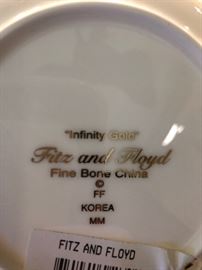 "Infinity Gold"
Fitz and Floyd
Fine Bone China
©
FF
KOREA
MM
FITZ AND FLOYD